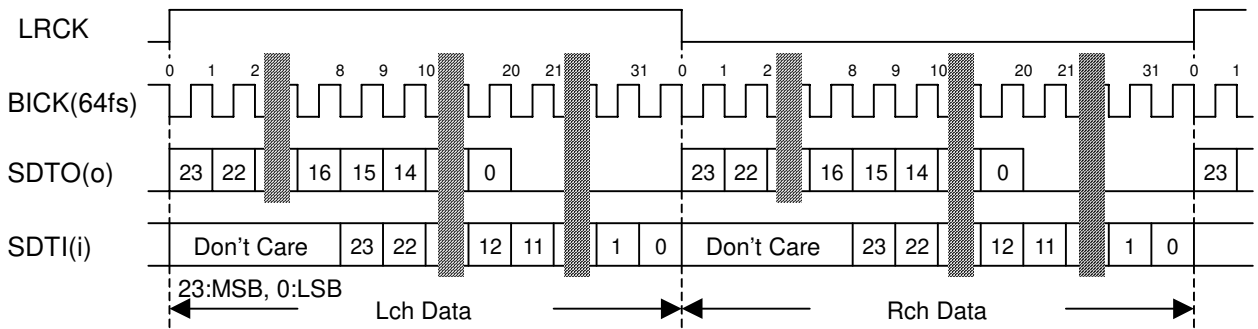 LRCK
0 1 2 8 9 10 20 21 31 0 1 2 8 9 10 20 21 31 0 1
BICK(64fs)
SDTO(o) 23 22 16 15 14 0 23 22 16 15 14 0 23
SDTI(i) Don't Care 23 22 12 11 1 0 Don't Care 23 22 12 11 1 0
23:MSB, 0:LSB
Lch Data Rch Data